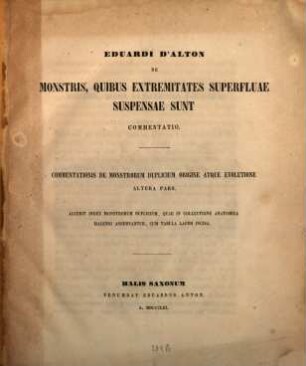 EDUARDI D'ALTON
DE
MONSTRIS, QUIBUS EXTREMITATES SUPERFLUAE
SUSPENSAE SUNT
COMMENTATIO.
COMMENTATIONIS DE MONSTRORUM DUPLICIUM ORIGINE ATQUE EVOLUTIONE
ALTERA PARS.
ACCEDIT INDEX MONSTRORUM DUPLICIUM, QUAE IN COLLECTIONE ANATOMICA
HALENSI ASSERVANTUR, CUM TABULA LAPIDI INCISA.
HALIS SAXONUM
VENUMDAT EDUARDUS ANTON.